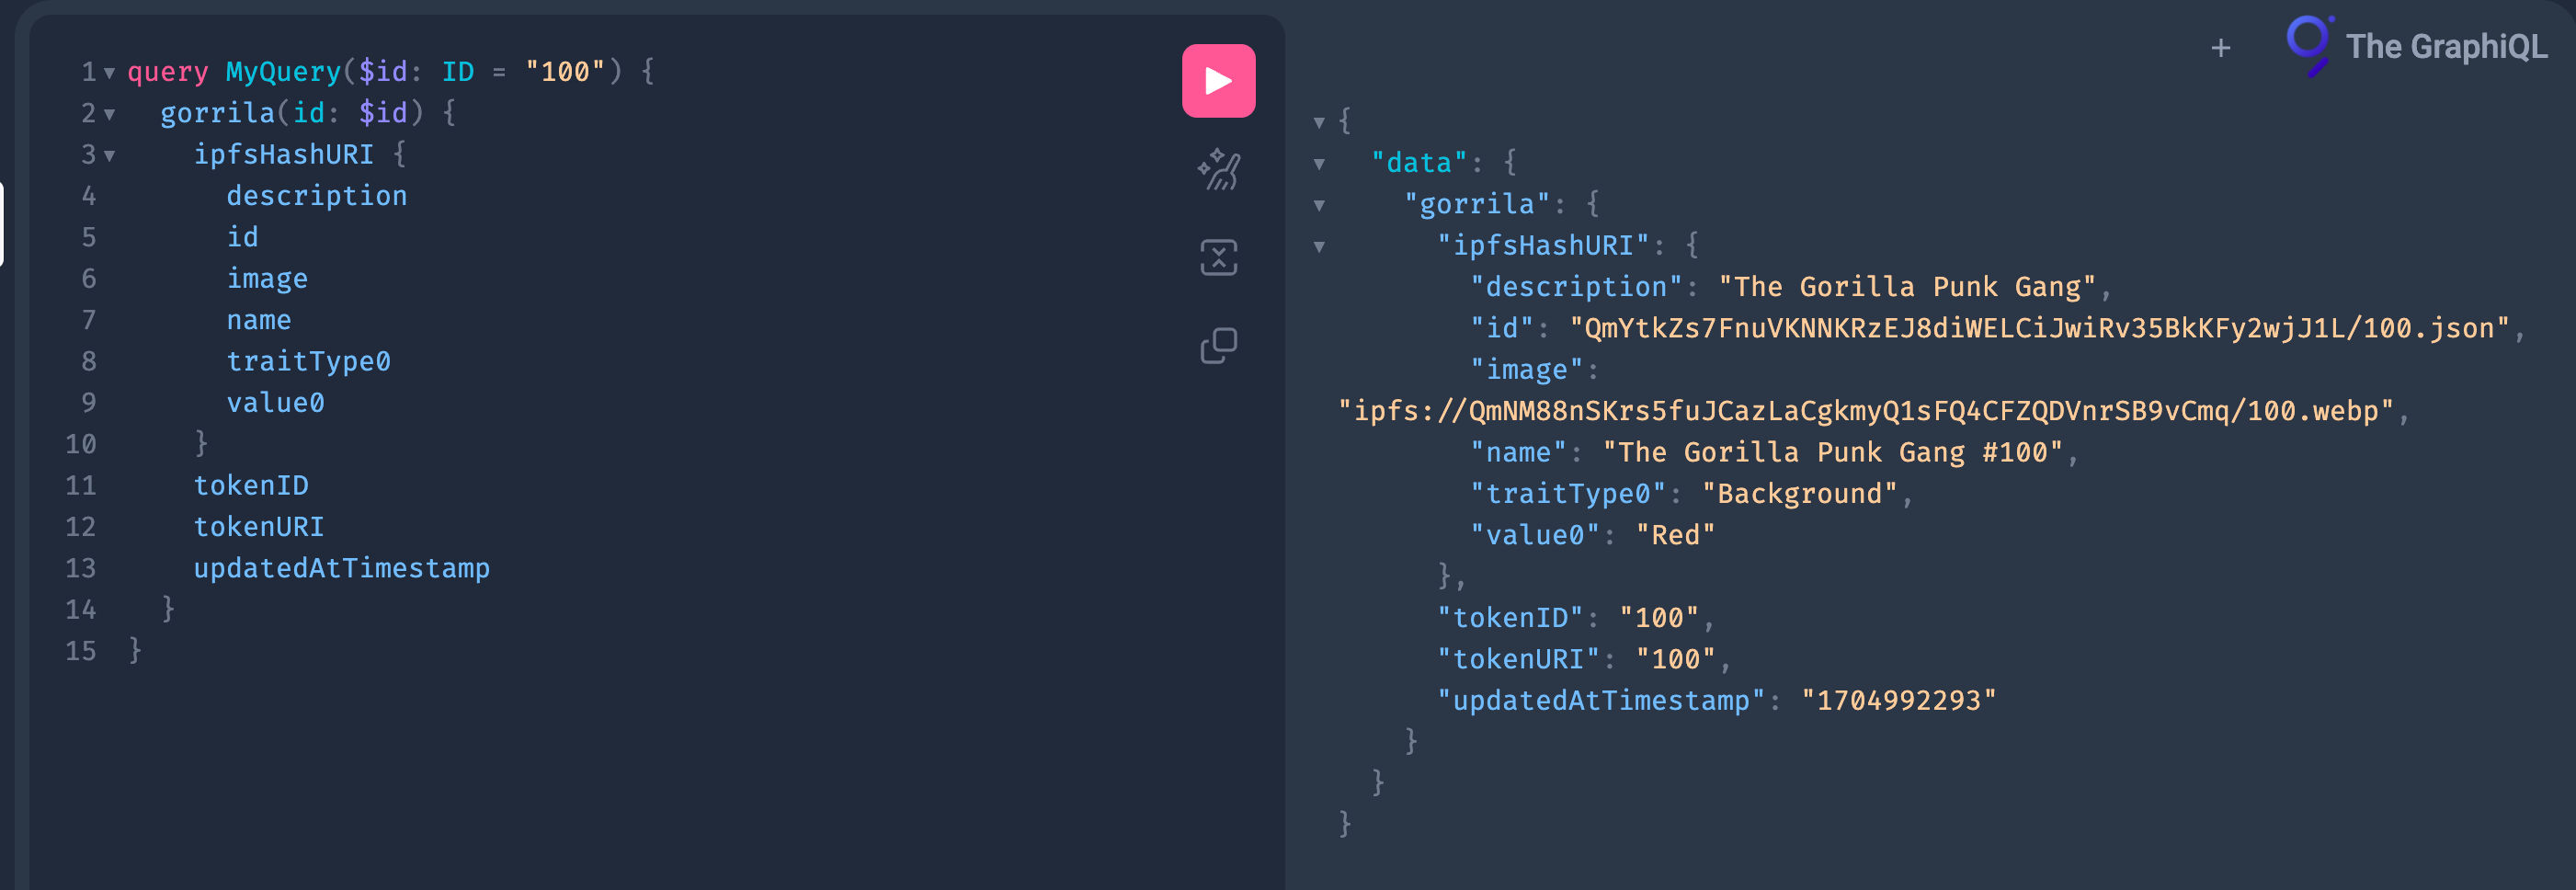 1 query MyQuery($id: ID = "100") {
2 gorrila(id: $id) {
3 ipfsHashURI {
4 description
5 id
6 image
7 name
8 traitType0
9 value0
10 }
11 tokenID
12 tokenURI
13 updatedAtTimestamp
14 }
15 }
+ The GraphiQL
{
"data": {
"gorrila": {
"ipfsHashURI": {
"description": "The Gorilla Punk Gang",
"id": "QmYtkZs7FnuVKNNKRzEJ8diWELCiJwiRv35BkKFy2wjJ1L/100.json",
"image":
"ipfs://QmNM88nSKrs5fuJCazLaCgkmyQ1sFQ4CFZQDVnrSB9vCmq/100.webp",
"name": "The Gorilla Punk Gang #100",
"traitType0": "Background",
"value0": "Red"
},
"tokenID": "100",
"tokenURI": "100",
"updatedAtTimestamp": "1704992293"
}
}
}